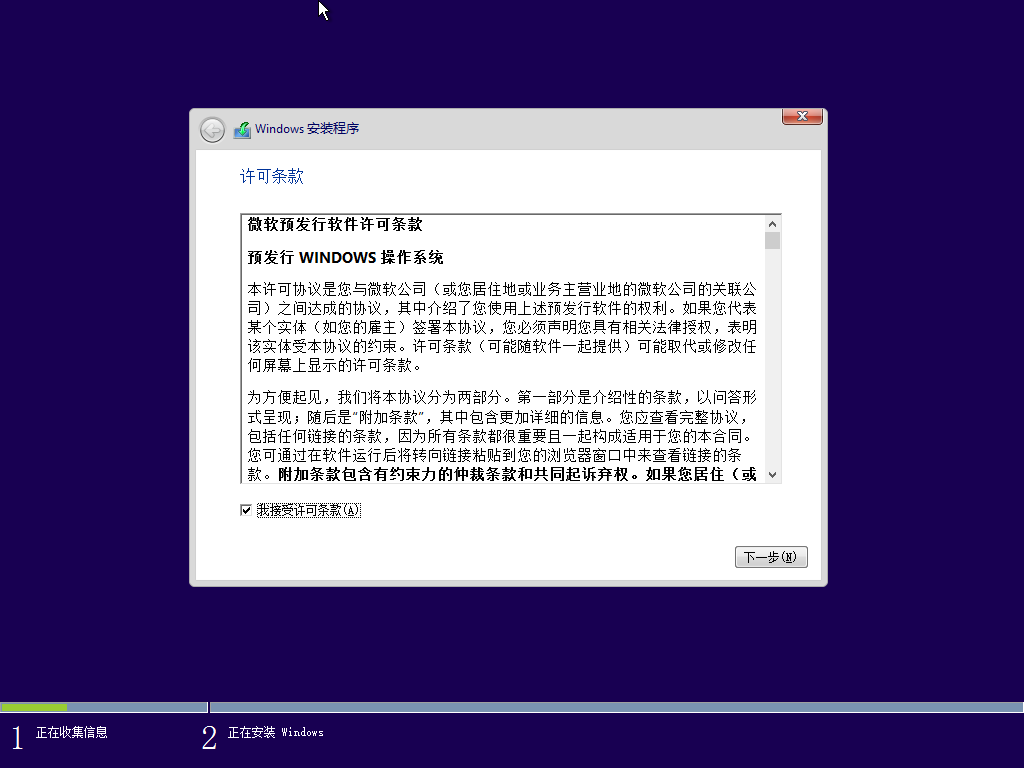 Windows 安装程序
许可条款
微软预发行软件许可条款
预发行 WINDOWS 操作系统
本许可协议是您与微软公司（或您居住地或业务主营业地的微软公司的关联公
司）之间达成的协议，其中介绍了您使用上述预发行软件的权利。如果您代表
某个实体（如您的雇主）签署本协议，您必须声明您具有相关法律授权，表明
该实体受本协议的约束。许可条款（可能随软件一起提供）可能取代或修改任
何屏幕上显示的许可条款。
为方便起见，我们将本协议分为两部分。第一部分是介绍性的条款，以问答形
式呈现；随后是“附加条款”，其中包含更加详细的信息。您应查看完整协议，
包括任何链接的条款，因为所有条款都很重要且一起构成适用于您的本合同。
您可通过在软件运行后将转向链接粘贴到您的浏览器窗口中来查看链接的条
款。附加条款包含有约束力的仲裁条款和共同起诉弃权。如果您居住（或
我接受许可条款(A)
下一步(N)
1 正在收集信息
2 正在安装 Windows